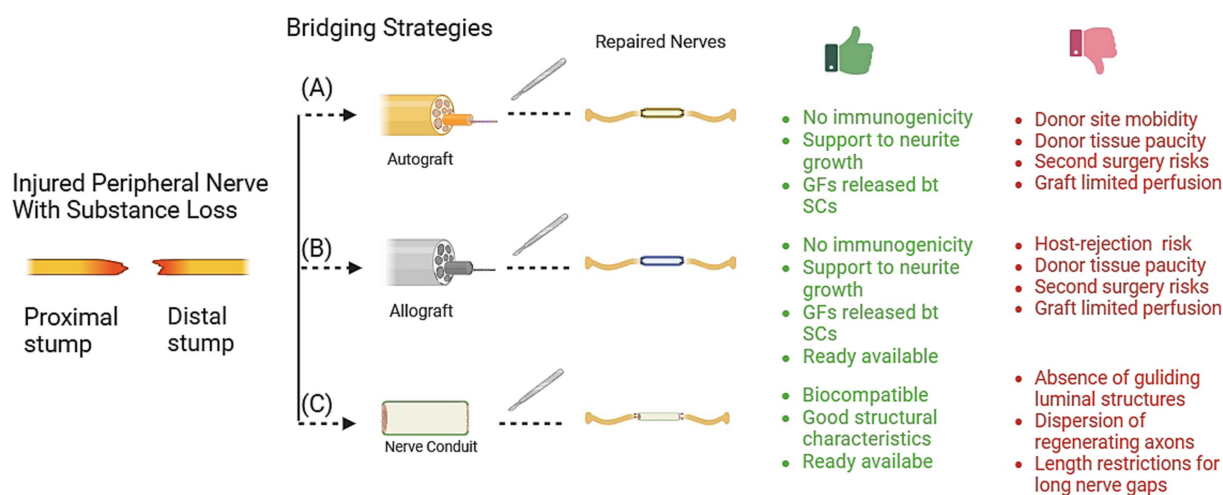 Bridging Strategies
Repaired Nerves
Injured Peripheral Nerve
With Substance Loss
Proximal
stump
Distal
stump
(A)
Autograft
• No immunogenicity
• Support to neurite
growth
• GFs released bt
SCs
• Donor site mobidity
• Donor tissue paucity
• Second surgery risks
• Graft limited perfusion
(B)
Allograft
• No immunogenicity
• Support to neurite
growth
• GFs released bt
SCs
• Ready available
• Host-rejection risk
• Donor tissue paucity
• Second surgery risks
• Graft limited perfusion
(C)
Nerve Conduit
• Biocompatible
• Good structural
characteristics
• Ready availabe
• Absence of guliding
luminal structures
• Dispersion of
regenerating axons
• Length restrictions for
long nerve gaps